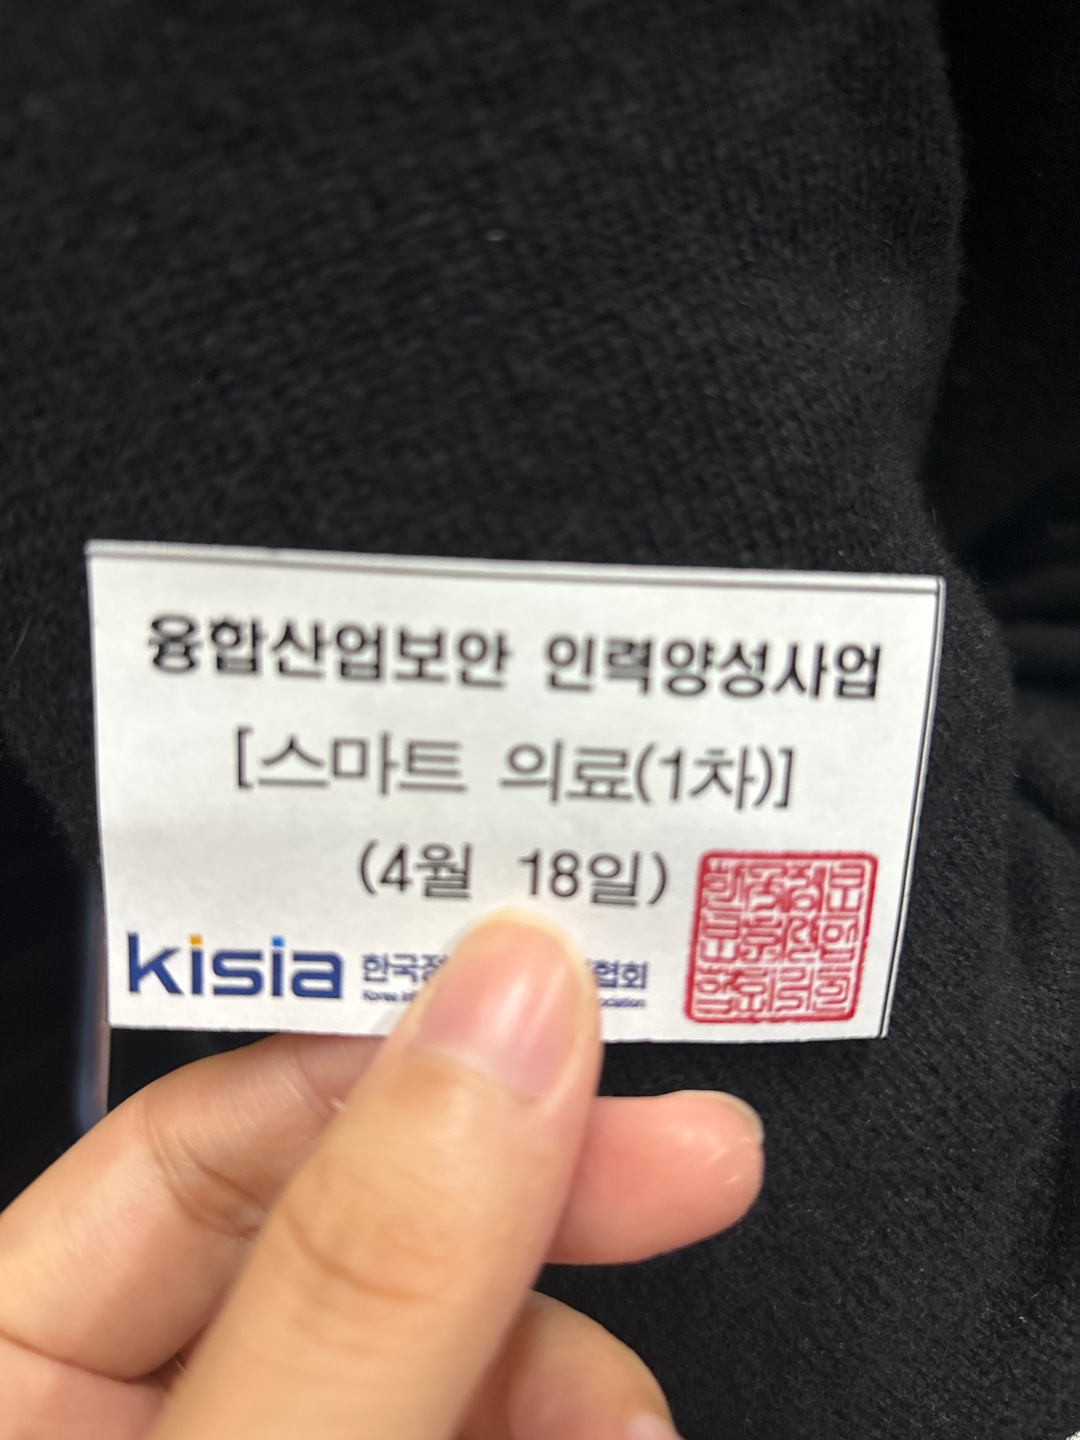 융합산업보안 인력양성사업
[스마트 의료(1차)]
(4월 18일)
kisia